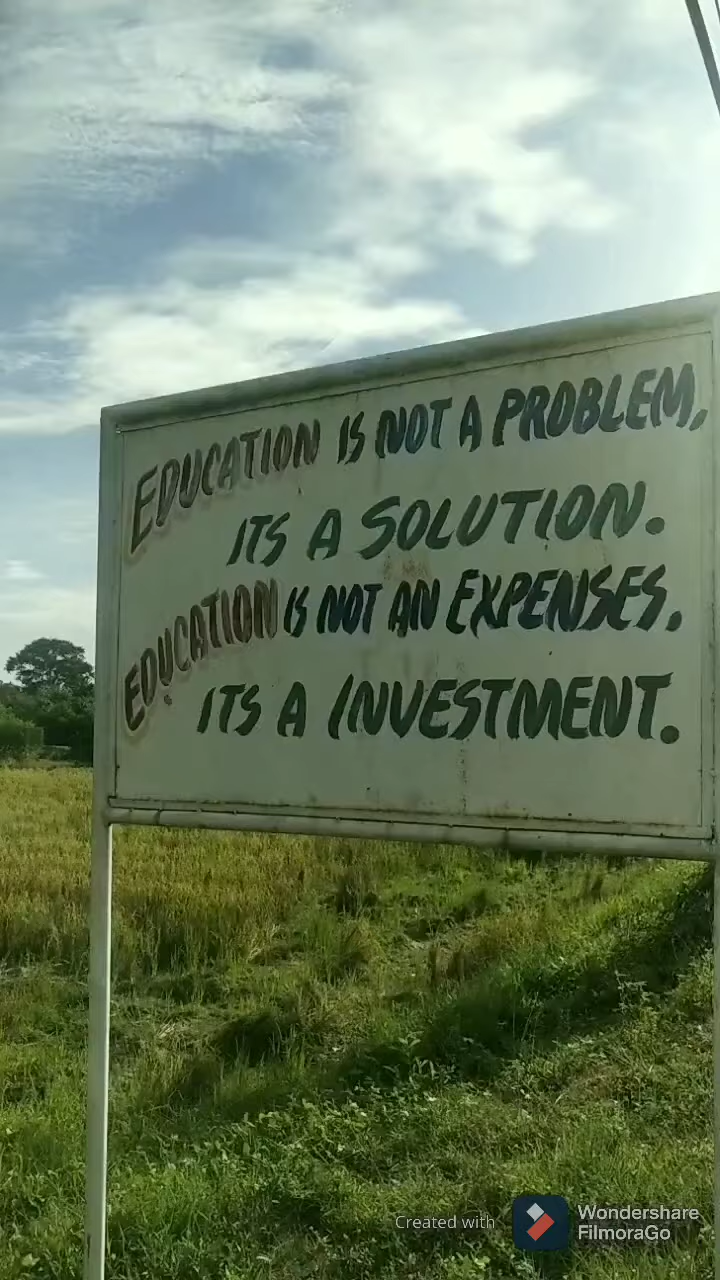 EDUCATION IS NOT A PROBLEM,
ITS A SOLUTION.
EDUCATION IS NOT AN EXPENSES.
ITS A INVESTMENT.
Created with Wondershare
FilmoraGo